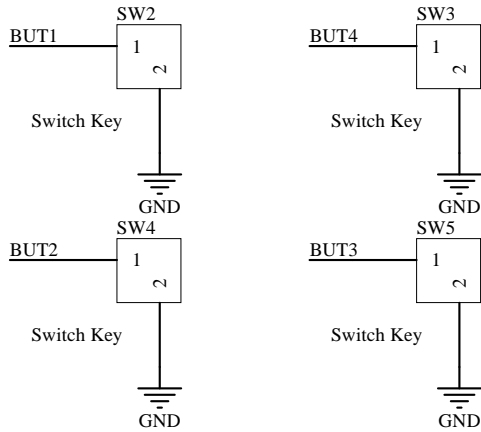 SW2
BUT1
1
2
Switch Key
GND
SW3
BUT4
1
2
Switch Key
GND
SW4
BUT2
1
2
Switch Key
GND
SW5
BUT3
1
2
Switch Key
GND